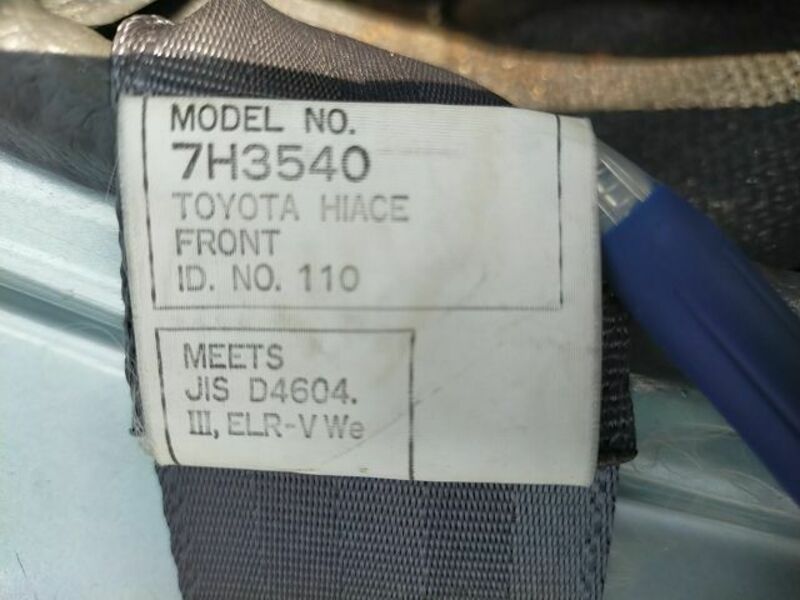 MODEL NO.
7H3540
TOYOTA HIACE
FRONT
ID. NO. 110
MEETS
JIS D4604.
III, ELR-V We